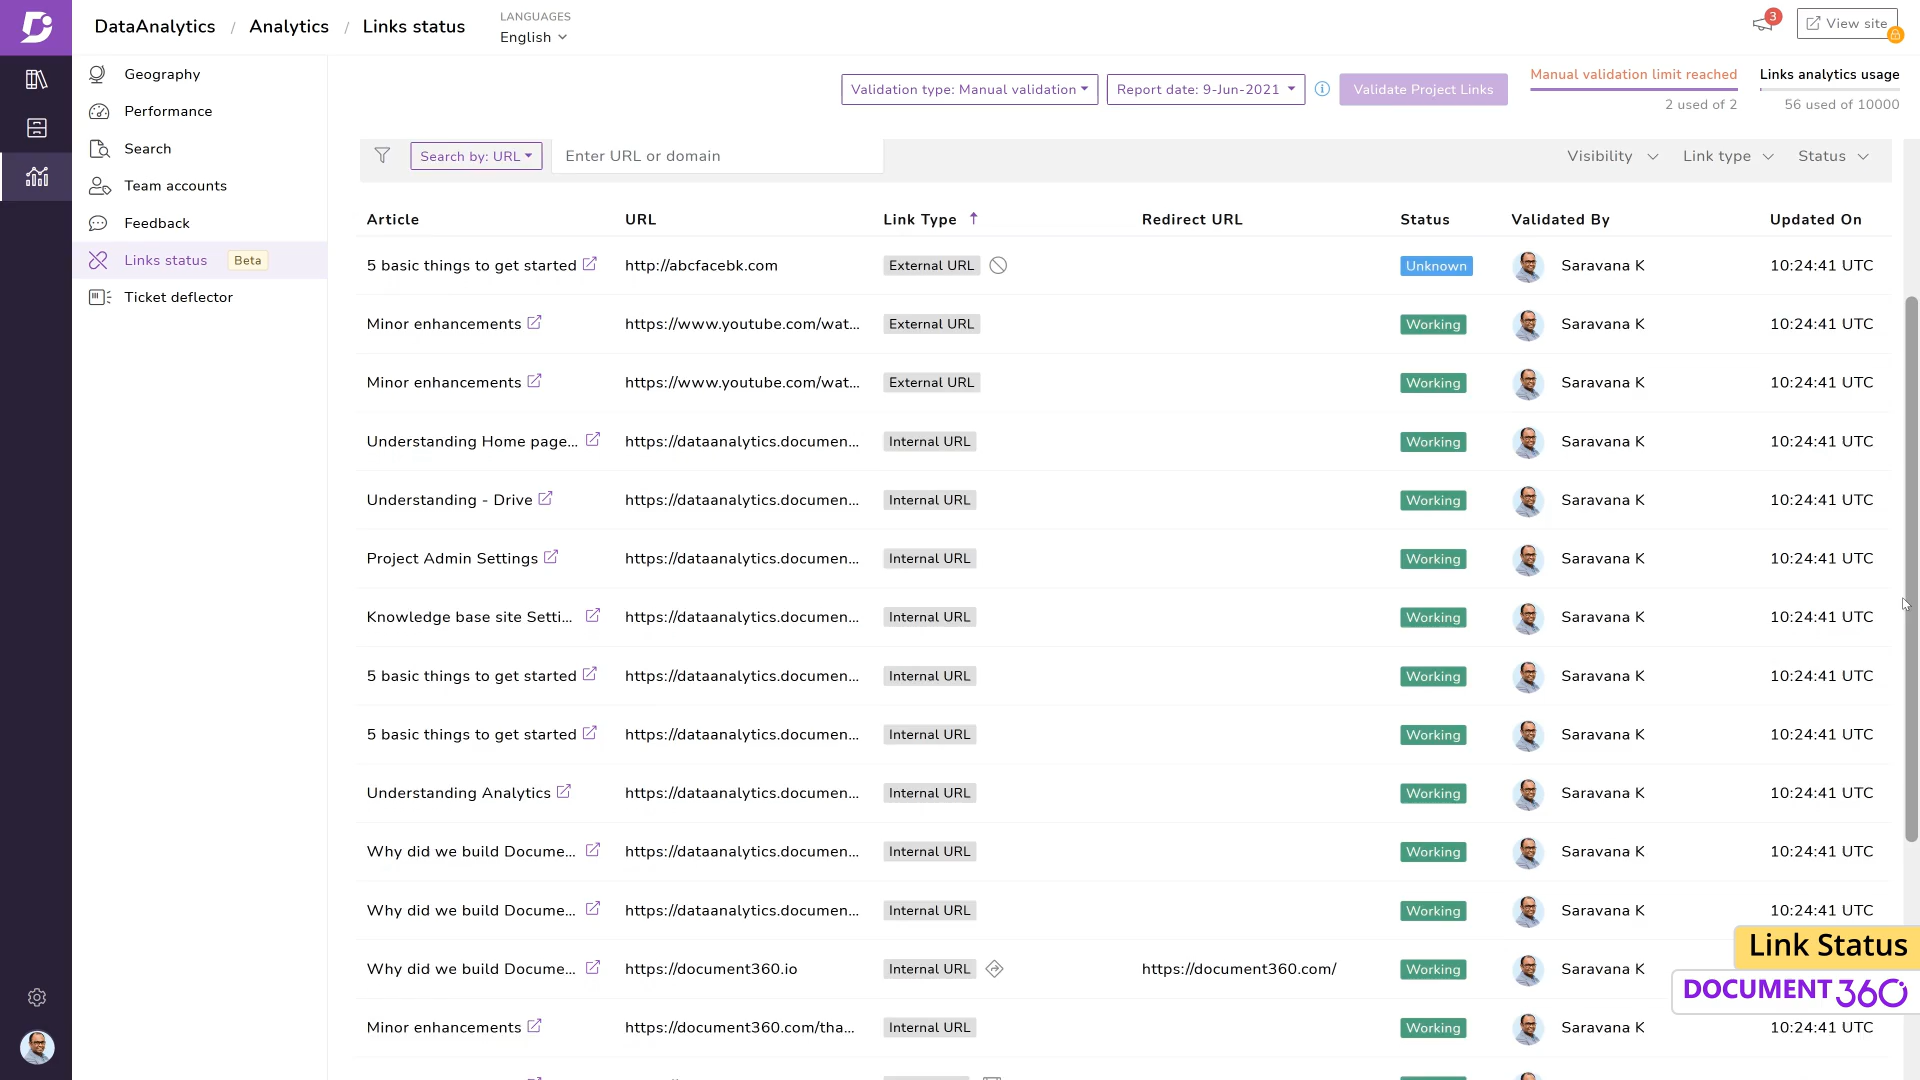 DataAnalytics / Analytics / Links status
LANGUAGES
English
3
View site
Geography
Performance
Search
Team accounts
Feedback
Links status Beta
Ticket deflector
Validation type: Manual validation
Report date: 9-Jun-2021
Validate Project Links
Manual validation limit reached
2 used of 2
Links analytics usage
56 used of 10000
Search by: URL
Enter URL or domain
Visibility
Link type
Status
Article URL Link Type Redirect URL Status Validated By Updated On
5 basic things to get started http://abcfacebk.com External URL Unknown Saravana K 10:24:41 UTC
Minor enhancements https://www.youtube.com/wat... External URL Working Saravana K 10:24:41 UTC
Minor enhancements https://www.youtube.com/wat... External URL Working Saravana K 10:24:41 UTC
Understanding Home page... https://dataanalytics.documen... Internal URL Working Saravana K 10:24:41 UTC
Understanding - Drive https://dataanalytics.documen... Internal URL Working Saravana K 10:24:41 UTC
Project Admin Settings https://dataanalytics.documen... Internal URL Working Saravana K 10:24:41 UTC
Knowledge base site Setti... https://dataanalytics.documen... Internal URL Working Saravana K 10:24:41 UTC
5 basic things to get started https://dataanalytics.documen... Internal URL Working Saravana K 10:24:41 UTC
5 basic things to get started https://dataanalytics.documen... Internal URL Working Saravana K 10:24:41 UTC
Understanding Analytics https://dataanalytics.documen... Internal URL Working Saravana K 10:24:41 UTC
Why did we build Docume... https://dataanalytics.documen... Internal URL Working Saravana K 10:24:41 UTC
Why did we build Docume... https://dataanalytics.documen... Internal URL Working Saravana K 10:24:41 UTC
Why did we build Docume... https://document360.io Internal URL https://document360.com/ Working Saravana K
Minor enhancements https://document360.com/tha... Internal URL Working Saravana K 10:24:41 UTC
Link Status
DOCUMENT360